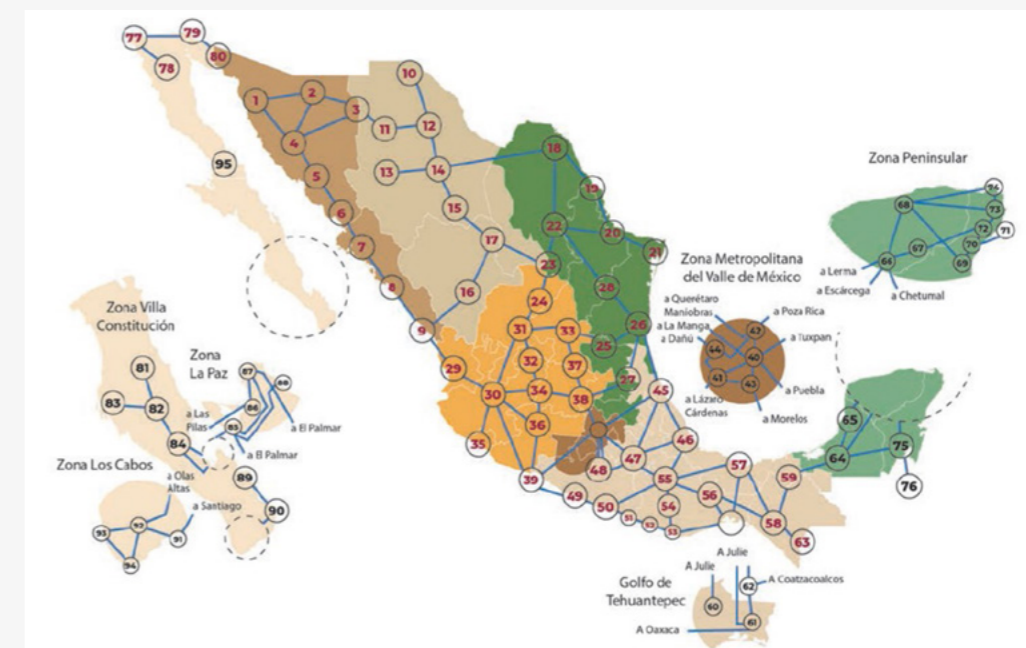 77
79
78
80
10
1
2
3
11
12
4
13
14
18
5
95
15
19
6
7
17
22
20
21
8
16
23
28
9
24
31
33
26
25
29
32
37
27
30
34
38
45
35
36
46
39
48
47
57
49
50
55
56
59
54
51
52
53
58
63
Zona Peninsular
74
68
73
72
71
67
70
66
69
a Lerma
a Escárcega
a Chetumal
Zona Metropolitana
del Valle de México
a Querétaro
Maniobras
a La Manga
a Dañú
a Poza Rica
a Tuxpan
42
44
40
41
43
a Lázaro
Cárdenas
a Puebla
a Morelos
65
64
75
76
Zona Villa
Constitución
81
83
82
84
Zona
La Paz
87
88
86
85
a Las
Pilas
a El Palmar
a El Palmar
89
90
Zona Los Cabos
a Olas
Altas
a Santiago
93
92
91
94
A Julie
A Julie
Golfo de
Tehuantepec
62
A Coatzacoalcos
60
61
A Oaxaca